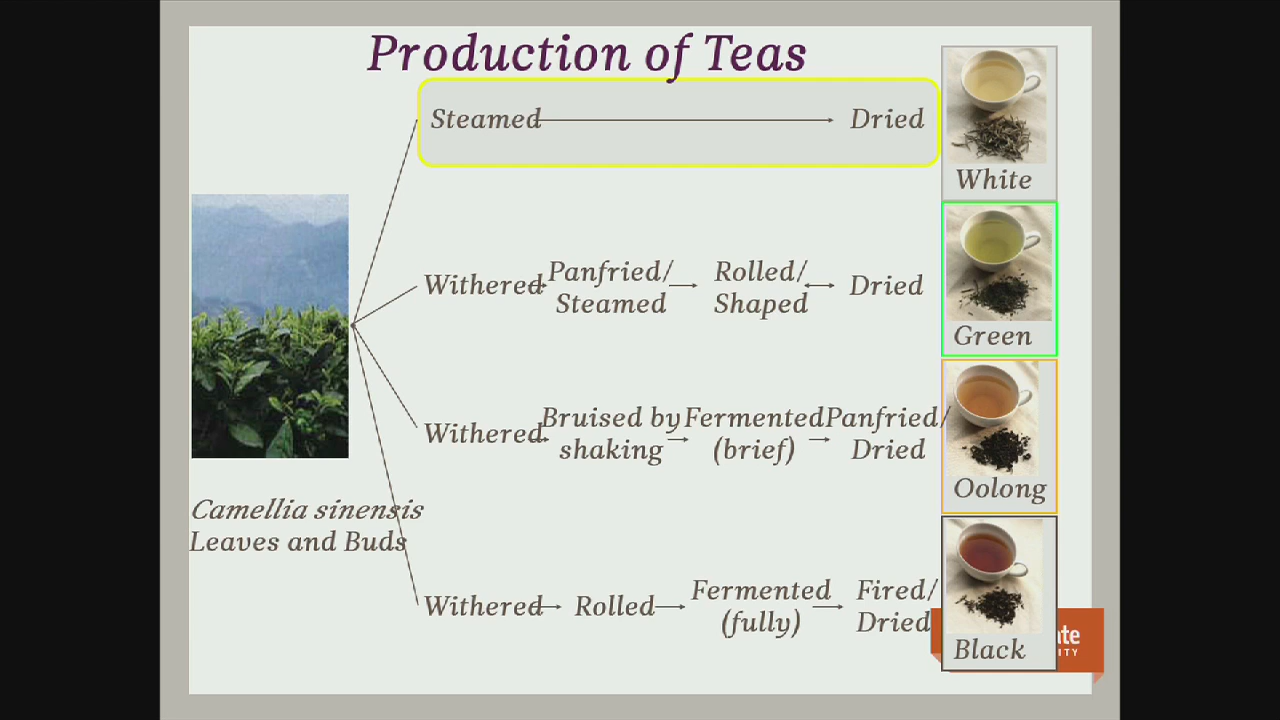 Production of Teas
Steamed
Dried
White
Withered
Panfried/
Steamed
Rolled/
Shaped
Dried
Green
Withered
Bruised by
shaking
Fermented
(brief)
Panfried/
Dried
Oolong
Camellia sinensis
Leaves and Buds
Withered
Rolled
Fermented
(fully)
Fired/
Dried
Black